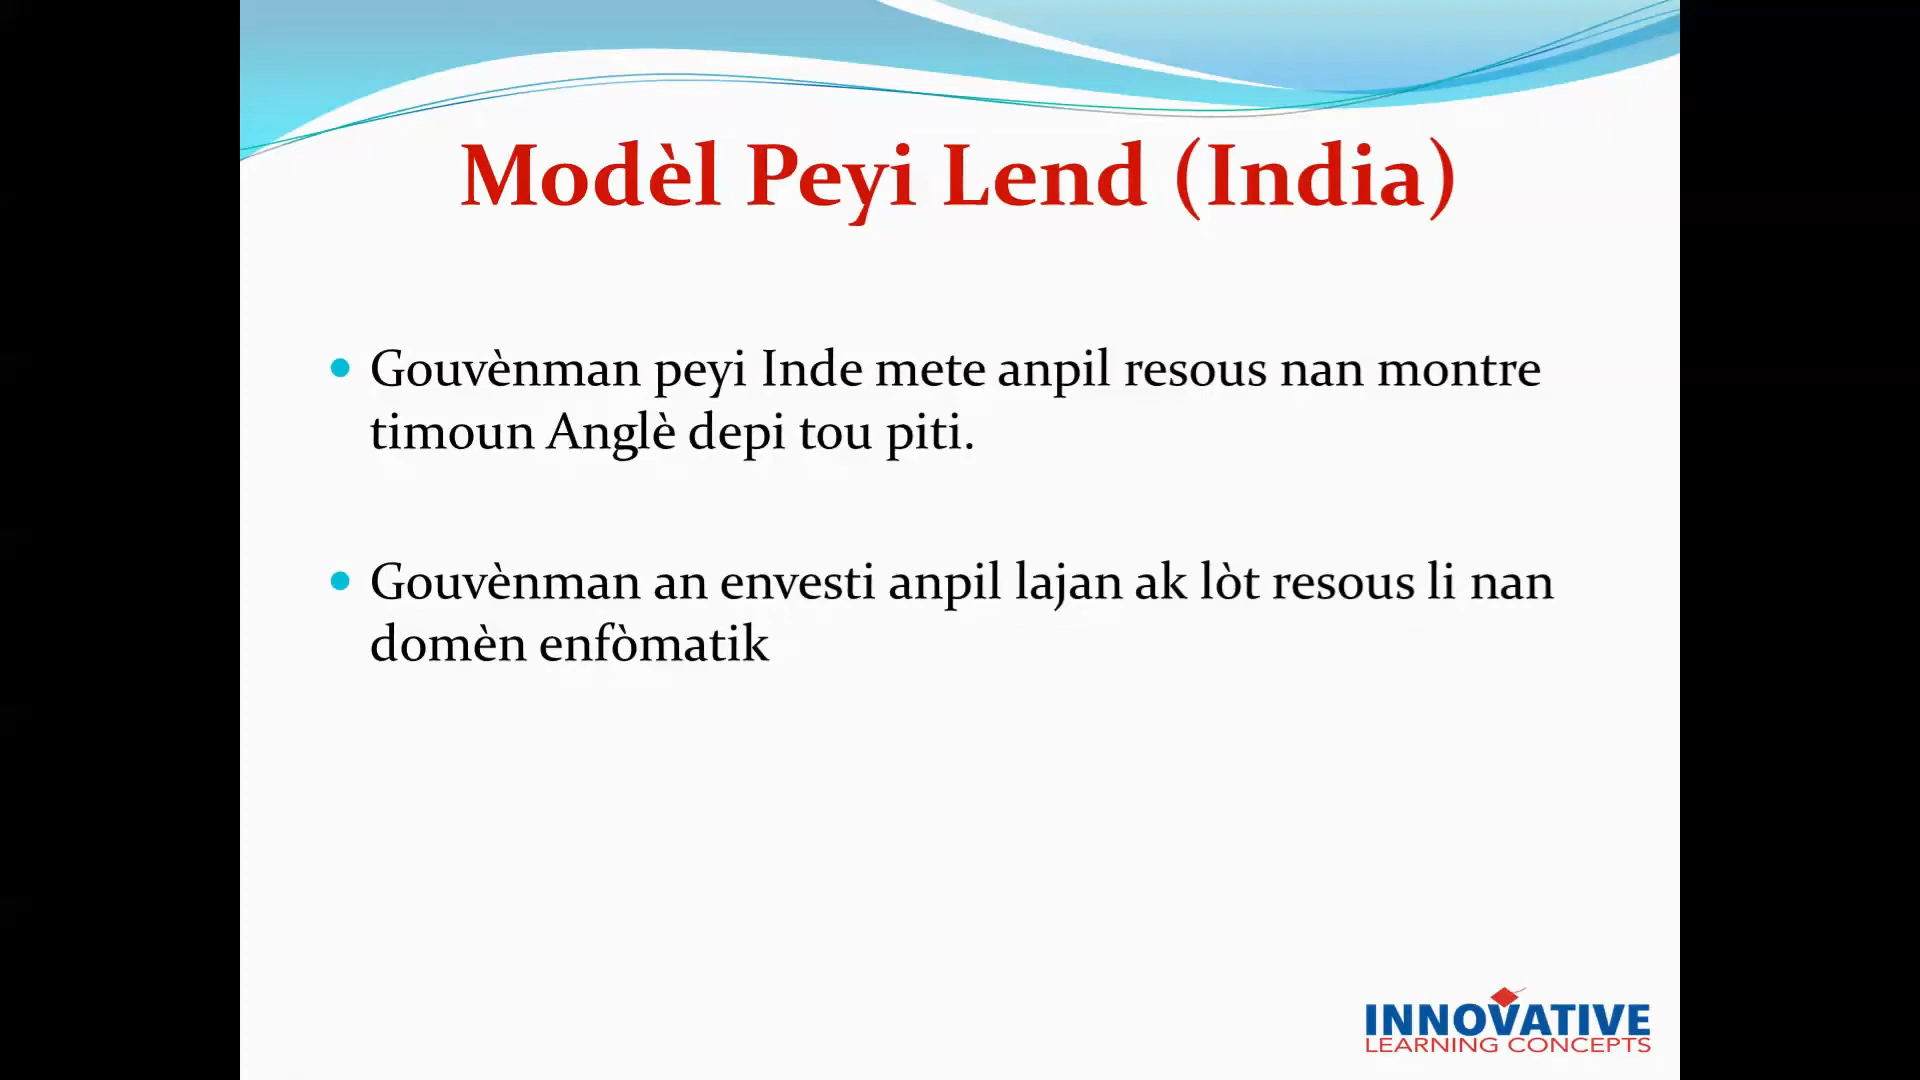 Modèl Peyi Lend (India)
Gouvènman peyi Inde mete anpil resous nan montre
timoun Anglè depi tou piti.
Gouvènman an envesti anpil lajan ak lòt resous li nan
domèn enfòmatik
INNOVATIVE
LEARNING CONCEPTS